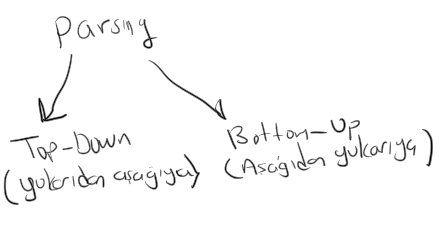 Parsing
Top-Down
(yukarıdan aşağıya)
Bottom-Up
(Aşağıdan yukarıya)